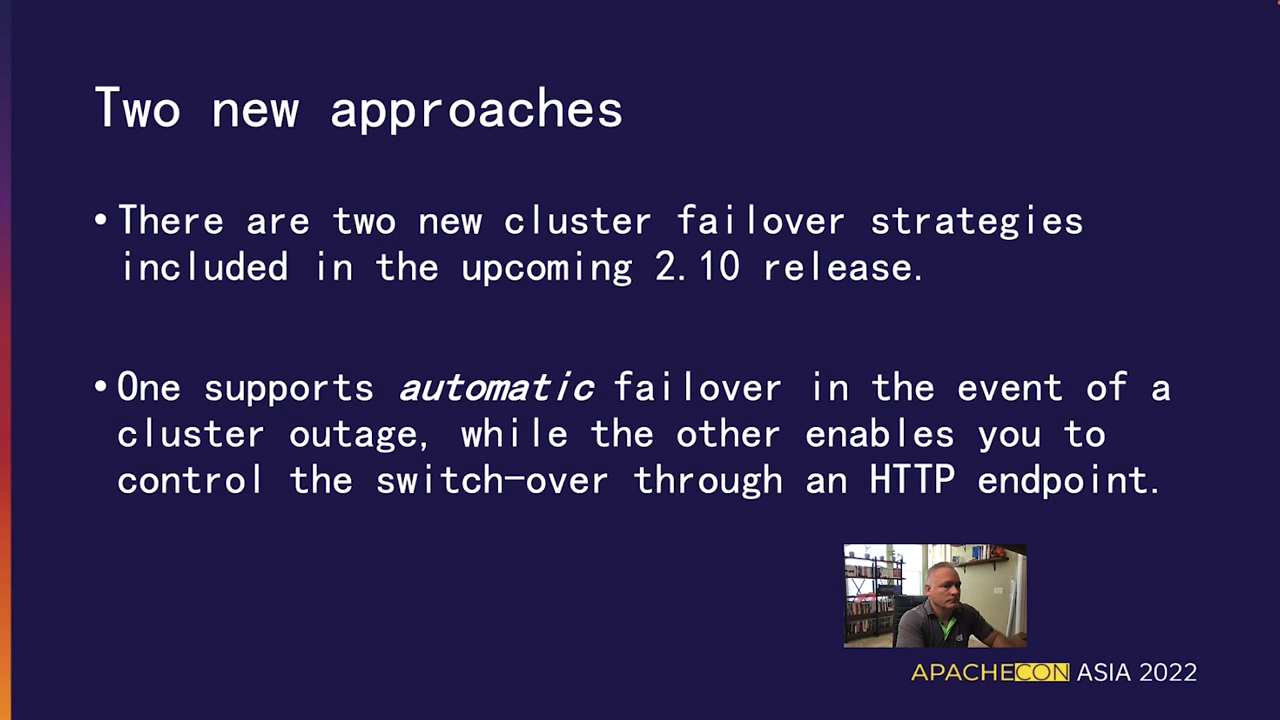 Two new approaches
• There are two new cluster failover strategies
included in the upcoming 2.10 release.
• One supports automatic failover in the event of a
cluster outage, while the other enables you to
control the switch-over through an HTTP endpoint.
APACHECON ASIA 2022